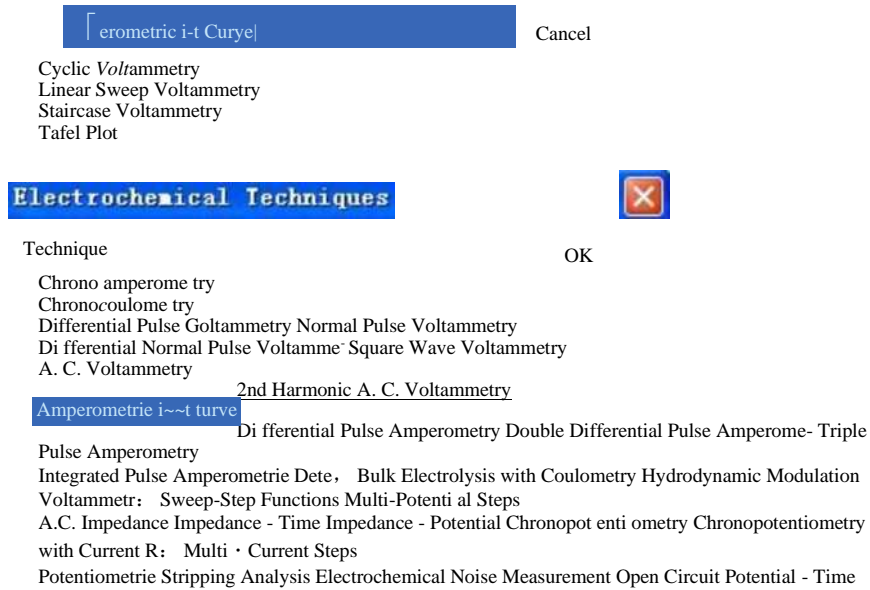 erometric i-t Curye|
Cancel
Cyclic Voltammetry
Linear Sweep Voltammetry
Staircase Voltammetry
Tafel Plot
Electrochemical Techniques
Technique
OK
Chrono amperome try
Chronocoulome try
Differential Pulse Goltammetry Normal Pulse Voltammetry
Di fferential Normal Pulse Voltamme- Square Wave Voltammetry
A. C. Voltammetry
2nd Harmonic A. C. Voltammetry
Amperometrie i~~t turve
Di fferential Pulse Amperometry Double Differential Pulse Amperome- Triple
Pulse Amperometry
Integrated Pulse Amperometrie Dete， Bulk Electrolysis with Coulometry Hydrodynamic Modulation
Voltammetr： Sweep-Step Functions Multi-Potenti al Steps
A.C. Impedance Impedance - Time Impedance - Potential Chronopot enti ometry Chronopotentiometry
with Current R： Multi・Current Steps
Potentiometrie Stripping Analysis Electrochemical Noise Measurement Open Circuit Potential - Time